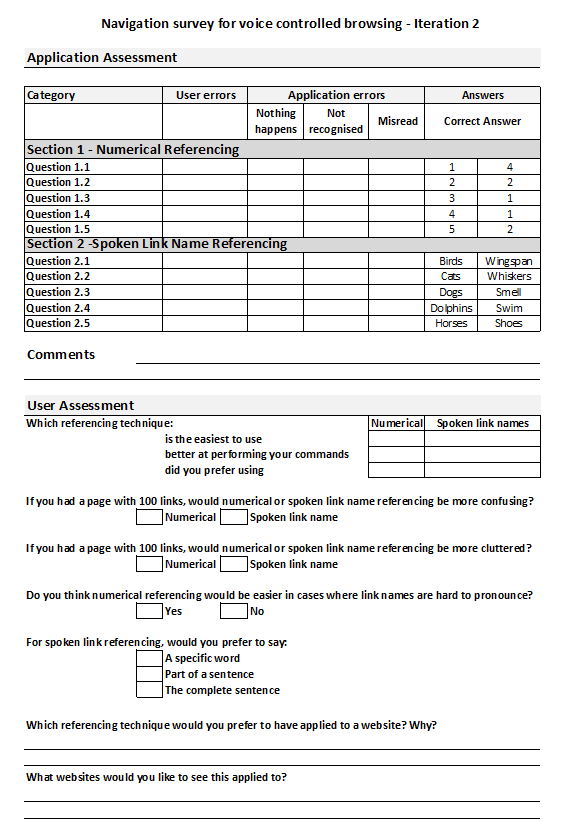 Navigation survey for voice controlled browsing - Iteration 2
Application Assessment
Category User errors Application errors Answers
Nothing happens Not recognised Misread Correct Answer
Section 1 - Numerical Referencing
Question 1.1 1 4
Question 1.2 2 2
Question 1.3 3 1
Question 1.4 4 1
Question 1.5 5 2
Section 2 -Spoken Link Name Referencing
Question 2.1 Birds Wingspan
Question 2.2 Cats Whiskers
Question 2.3 Dogs Smell
Question 2.4 Dolphins Swim
Question 2.5 Horses Shoes
Comments
User Assessment
Which referencing technique: Numerical Spoken link names
is the easiest to use
better at performing your commands
did you prefer using
If you had a page with 100 links, would numerical or spoken link name referencing be more confusing?
Numerical Spoken link name
If you had a page with 100 links, would numerical or spoken link name referencing be more cluttered?
Numerical Spoken link name
Do you think numerical referencing would be easier in cases where link names are hard to pronounce?
Yes No
For spoken link referencing, would you prefer to say:
A specific word
Part of a sentence
The complete sentence
Which referencing technique would you prefer to have applied to a website? Why?
What websites would you like to see this applied to?